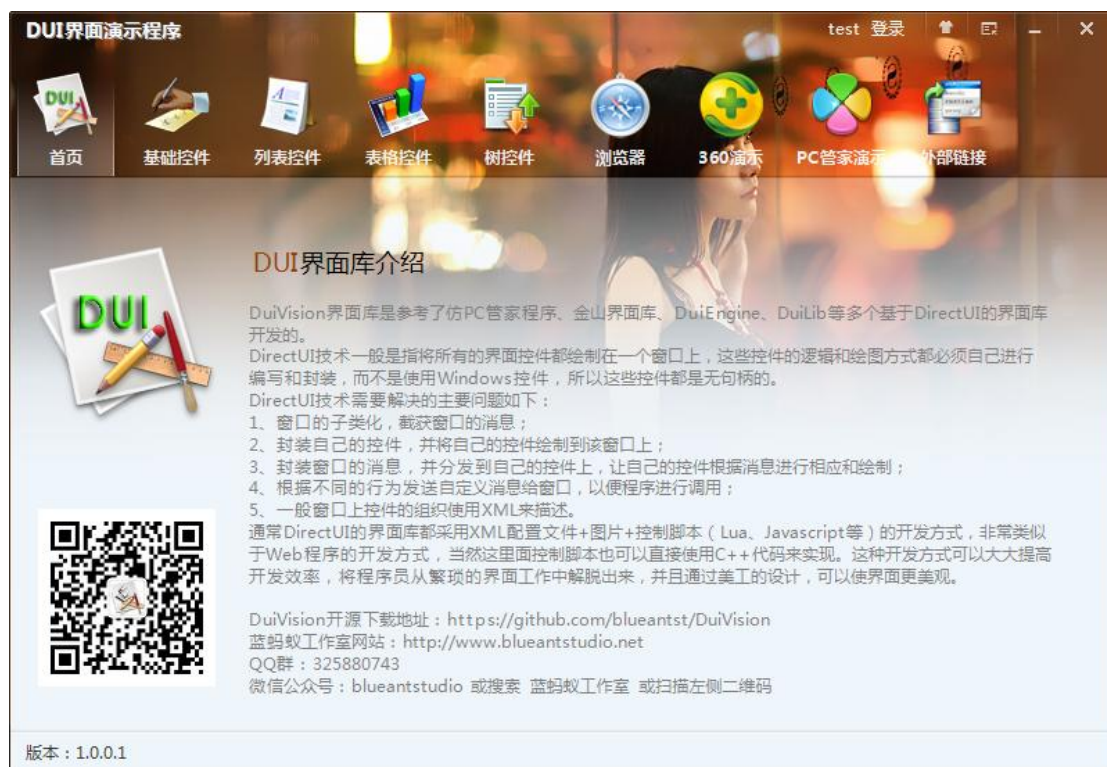 DUI界面演示程序
test 登录
首页 基础控件 列表控件 表格控件 树控件 浏览器 360演示 PC管家演示 外部链接
DUI
DUI界面库介绍
DuiVision界面库是参考了仿PC管家程序、金山界面库、DuiEngine、DuiLib等多个基于DirectUI的界面库
开发的。
DirectUI技术一般是指将所有的界面控件都绘制在一个窗口上，这些控件的逻辑和绘图方式都必须自己进行
编写和封装，而不是使用Windows控件，所以这些控件都是无句柄的。
DirectUI技术需要解决的主要问题如下：
1、窗口的子类化，截获窗口的消息；
2、封装自己的控件，并将自己的控件绘制到该窗口上；
3、封装窗口的消息，并分发到自己的控件上，让自己的控件根据消息进行相应和绘制；
4、根据不同的行为发送自定义消息给窗口，以便程序进行调用；
5、一般窗口上控件的组织使用XML来描述。
通常DirectUI的界面库都采用XML配置文件+图片+控制脚本（Lua、Javascript等）的开发方式，非常类似
于Web程序的开发方式，当然这里面控制脚本也可以直接使用C++代码来实现。这种开发方式可以大大提高
开发效率，将程序员从繁琐的界面工作中解脱出来，并且通过美工的设计，可以使界面更美观。
DuiVision开源下载地址：https://github.com/blueantst/DuiVision
蓝蚂蚁工作室网站：http://www.blueantstudio.net
QQ群：325880743
微信公众号：blueantstudio 或搜索 蓝蚂蚁工作室 或扫描左侧二维码
版本：1.0.0.1